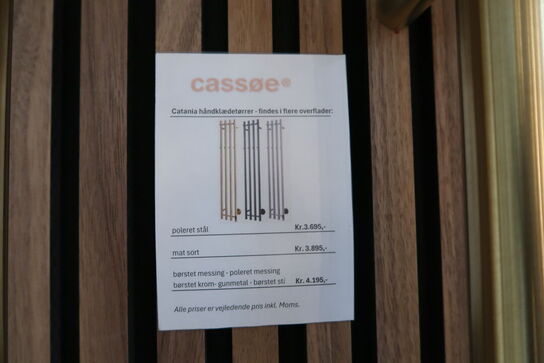 cassøe®
Catania håndklædetørrer - findes i flere overflader:
poleret stål Kr.3.695,-
mat sort Kr. 3.895,-
børstet messing - poleret messing
børstet krom- gunmetal - børstet stl Kr. 4.195,-
Alle priser er vejledende pris inkl. Moms.